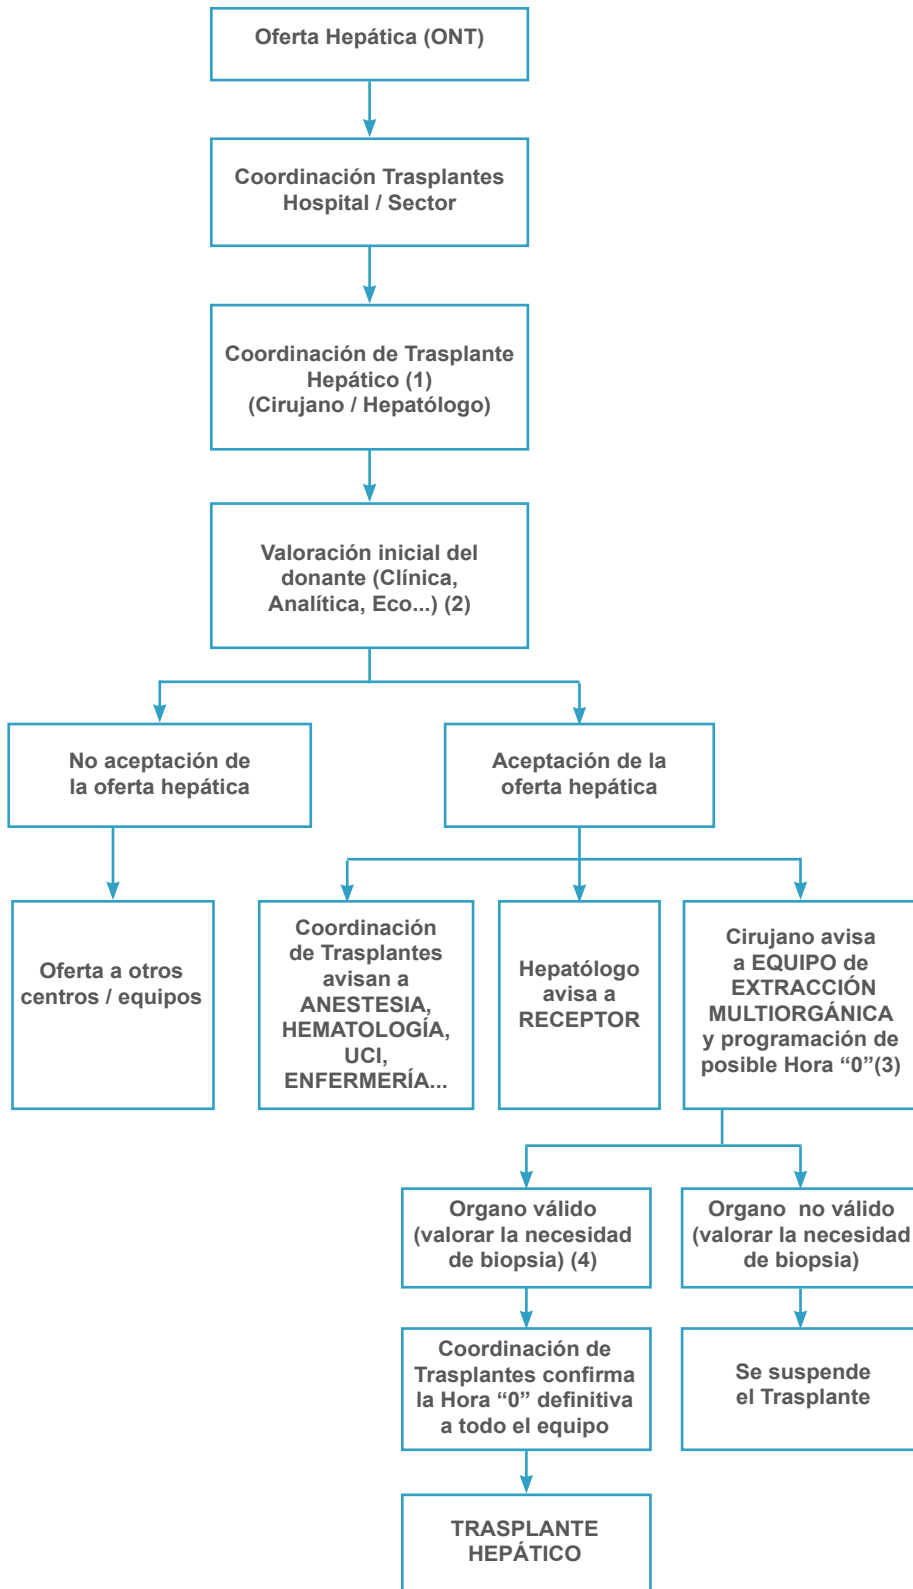 Oferta Hepática (ONT)
Coordinación Trasplantes
Hospital / Sector
Coordinación de Trasplante
Hepático (1)
(Cirujano / Hepatólogo)
Valoración inicial del
donante (Clínica,
Analítica, Eco...) (2)
No aceptación de
la oferta hepática
Aceptación de la
oferta hepática
Oferta a otros
centros / equipos
Coordinación
de Trasplantes
avisan a
ANESTESIA,
HEMATOLOGÍA,
UCI,
ENFERMERÍA...
Hepatólogo
avisa a
RECEPTOR
Cirujano avisa
a EQUIPO de
EXTRACCIÓN
MULTIORGÁNICA
y programación de
posible Hora “0”(3)
Organo válido
(valorar la necesidad
de biopsia) (4)
Organo  no válido
(valorar la necesidad
de biopsia)
Coordinación de
Trasplantes confirma
la Hora “0” definitiva
a todo el equipo
Se suspende
el Trasplante
TRASPLANTE
HEPÁTICO